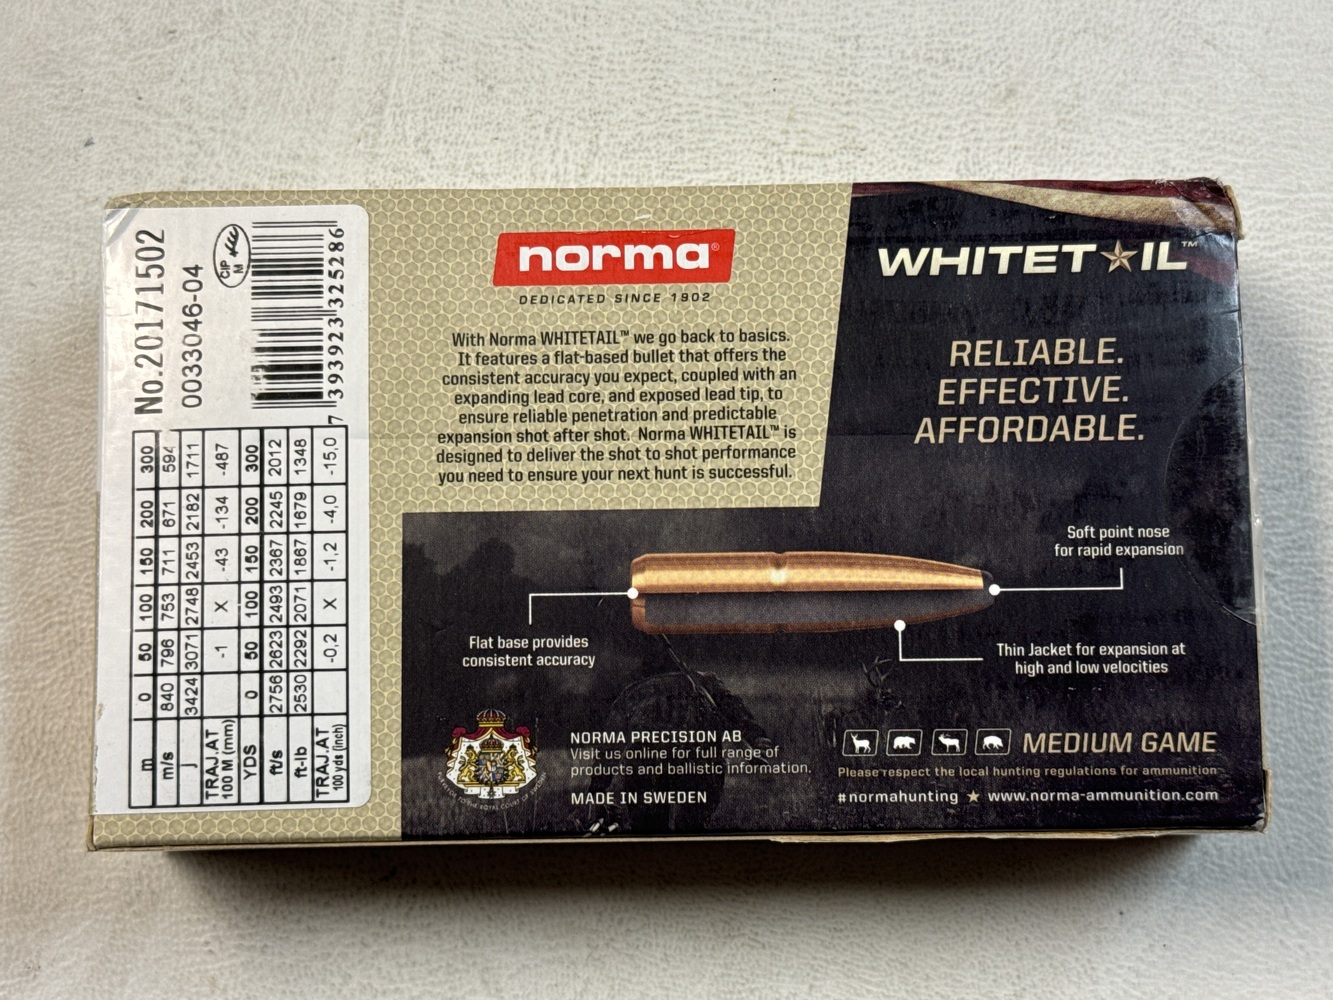 No.20171502
0033046-04
CIP
M
7 393923 325286
m 0 50 100 150 200 300
m/s 840 796 753 711 671 594
j 3424 3071 2748 2453 2182 1711
TRAJ.AT
100 M (mm)) -1 X -43 -134 -487
YDS 0 50 100 150 200 300
ft/s 2756 2623 2493 2367 2245 2012
ft-lb 2530 2292 2071 1867 1679 1348
TRAJ.AT
100 yds (inch) -0,2 X -1,2 -4,0 -15,0
norma®
DEDICATED SINCE 1902
With Norma WHITETAIL™ we go back to basics.
It features a flat-based bullet that offers the
consistent accuracy you expect, coupled with an
expanding lead core, and exposed lead tip, to
ensure reliable penetration and predictable
expansion shot after shot. Norma WHITETAIL™ is
designed to deliver the shot to shot performance
you need to ensure your next hunt is successful.
WHITETAIL™
RELIABLE.
EFFECTIVE.
AFFORDABLE.
Soft point nose
for rapid expansion
Flat base provides
consistent accuracy
Thin Jacket for expansion at
high and low velocities
NORMA PRECISION AB
Visit us online for full range of
products and ballistic information.
MADE IN SWEDEN
MEDIUM GAME
Please respect the local hunting regulations for ammunition
#normahunting ★ www.norma-ammunition.com